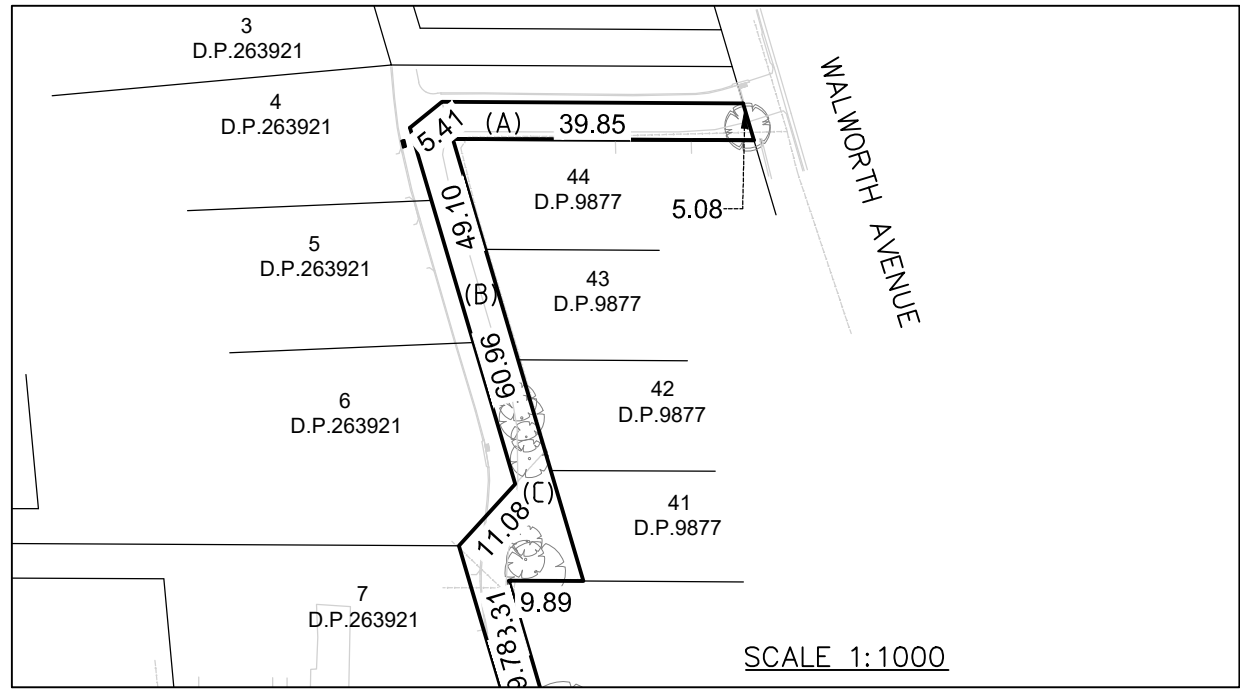 3
D.P.263921
4
D.P.263921
WALWORTH AVENUE
5.41
(A)
39.85
44
D.P.9877
5.08
49.10
5
D.P.263921
43
D.P.9877
(B)
60.96
42
D.P.9877
6
D.P.263921
(C)
11.08
41
D.P.9877
7
D.P.263921
9.89
SCALE 1:1000